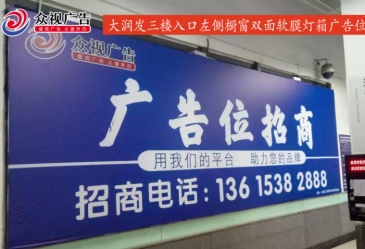 众视广告
大润发三楼入口左侧橱窗双面软膜灯箱广告位
众视广告
广告位招商
用我们的平台 助力您的品牌
招商电话：136 1538 2888